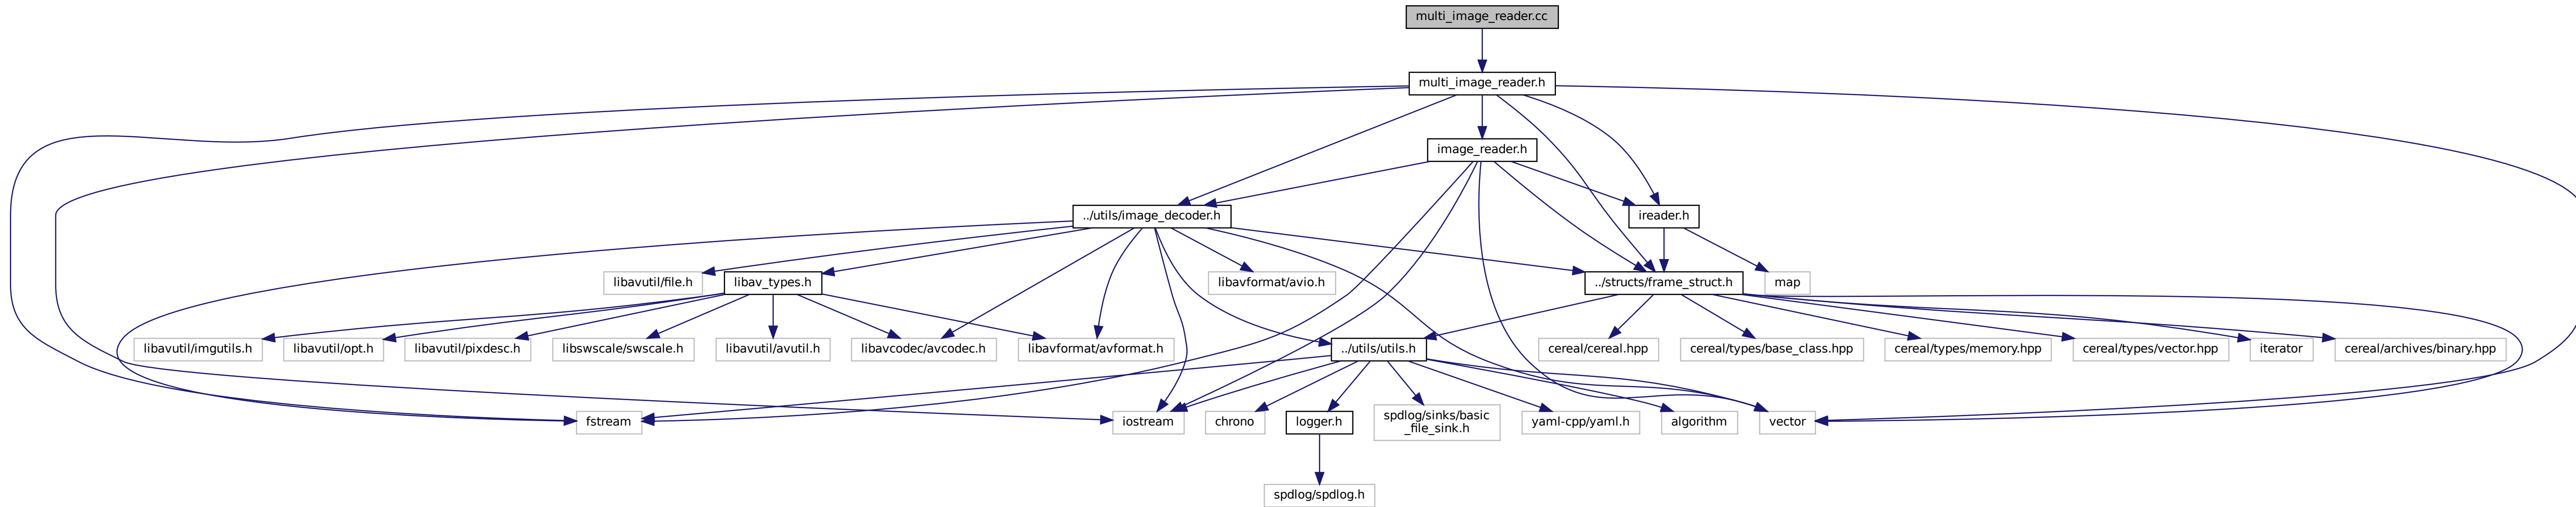 multi_image_reader.cc
multi_image_reader.h
image_reader.h
../utils/image_decoder.h
ireader.h
libavutil/file.h
libav_types.h
libavformat/avio.h
../structs/frame_struct.h
map
libavutil/imgutils.h
libavutil/opt.h
libavutil/pixdesc.h
libswscale/swscale.h
libavutil/avutil.h
libavcodec/avcodec.h
libavformat/avformat.h
../utils/utils.h
cereal/cereal.hpp
cereal/types/base_class.hpp
cereal/types/memory.hpp
cereal/types/vector.hpp
iterator
cereal/archives/binary.hpp
fstream
iostream
chrono
logger.h
spdlog/sinks/basic
_file_sink.h
yaml-cpp/yaml.h
algorithm
vector
spdlog/spdlog.h